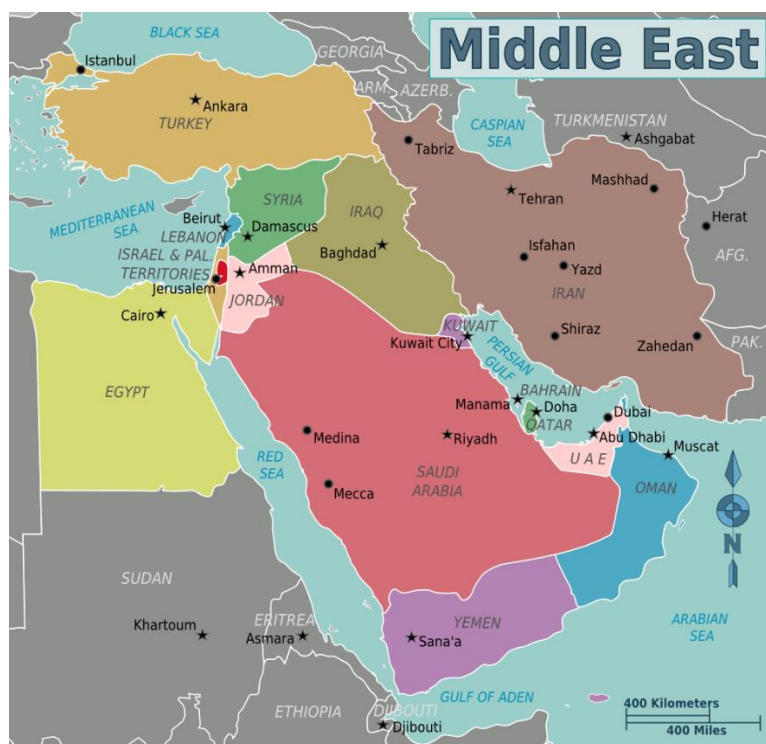 Middle East
BLACK SEA
GEORGIA
Istanbul
ARM.
AZERB.
CASPIAN
SEA
TURKMENISTAN
Ankara
TURKEY
Ashgabat
Tabriz
Tehran
Mashhad
MEDITERRANEAN
SEA
SYRIA
IRAQ
Beirut
LEBANON
Damascus
Herat
Baghdad
Isfahan
AFG.
ISRAEL & PAL.
TERRITORIES
Amman
Yazd
Jerusalem
JORDAN
IRAN
Cairo
KUWAIT
Kuwait City
Shiraz
Zahedan
PAK.
PERSIAN
GULF
EGYPT
BAHRAIN
Manama
Doha
QATAR
Dubai
Abu Dhabi
Medina
Riyadh
Muscat
RED
SEA
U A E
SAUDI
ARABIA
Mecca
OMAN
N
SUDAN
ERITREA
YEMEN
ARABIAN
SEA
Khartoum
Asmara
Sana'a
GULF OF ADEN
400 Kilometers
400 Miles
ETHIOPIA
DJIBOUTI
Djibouti